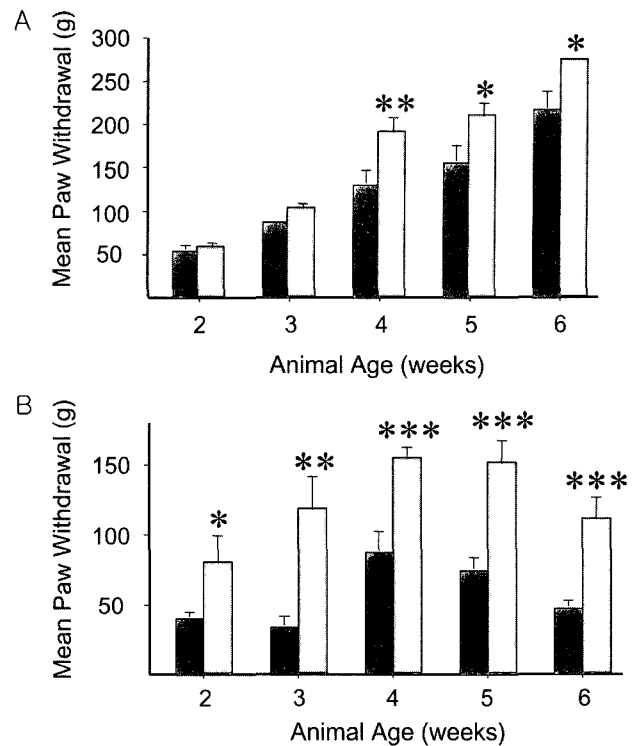 A
Mean Paw Withdrawal (g)
300
250
200
150
100
50
** * *
2 3 4 5 6
Animal Age (weeks)
B
Mean Paw Withdrawal (g)
150
100
50
* ** *** *** ***
2 3 4 5 6
Animal Age (weeks)